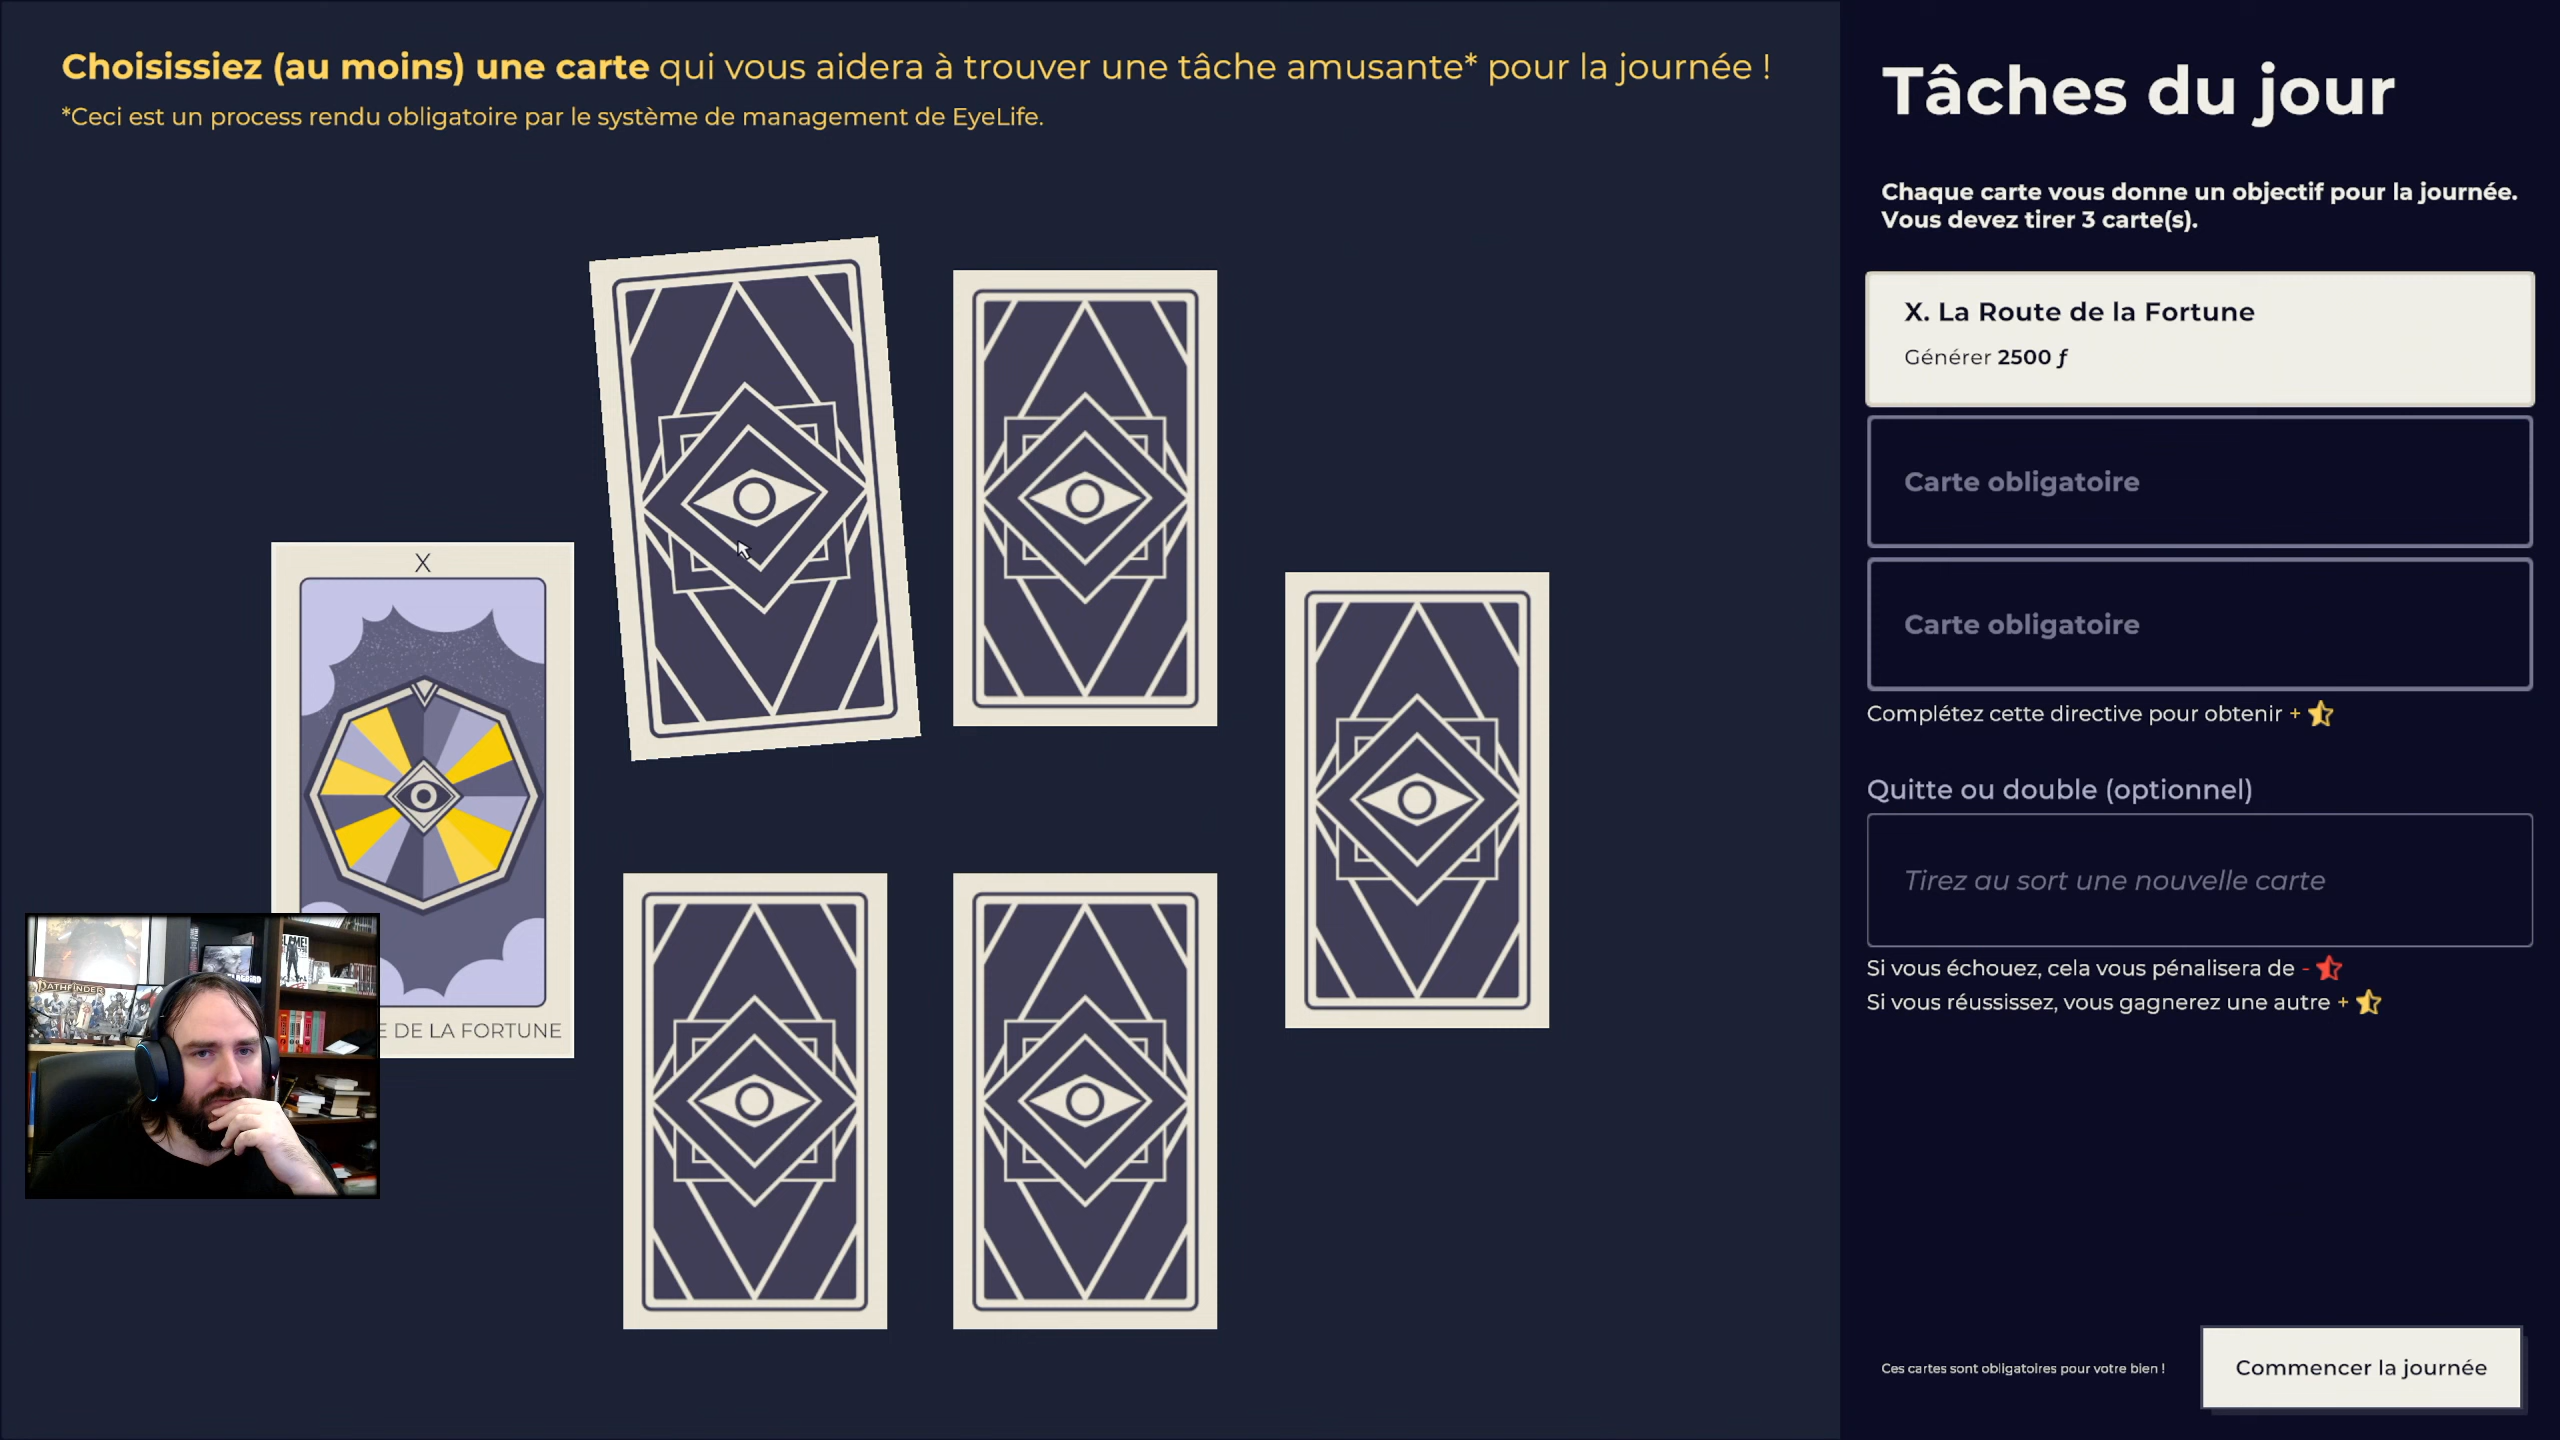 Choisissiez (au moins) une carte qui vous aidera à trouver une tâche amusante* pour la journée !
*Ceci est un process rendu obligatoire par le système de management de EyeLife.
X
E DE LA FORTUNE
PATHFINDER
BLAME!
Tâches du jour
Chaque carte vous donne un objectif pour la journée.
Vous devez tirer 3 carte(s).
X. La Route de la Fortune
Générer 2500 ƒ
Carte obligatoire
Carte obligatoire
Complétez cette directive pour obtenir +
Quitte ou double (optionnel)
Tirez au sort une nouvelle carte
Si vous échouez, cela vous pénalisera de -
Si vous réussissez, vous gagnerez une autre +
Ces cartes sont obligatoires pour votre bien !
Commencer la journée